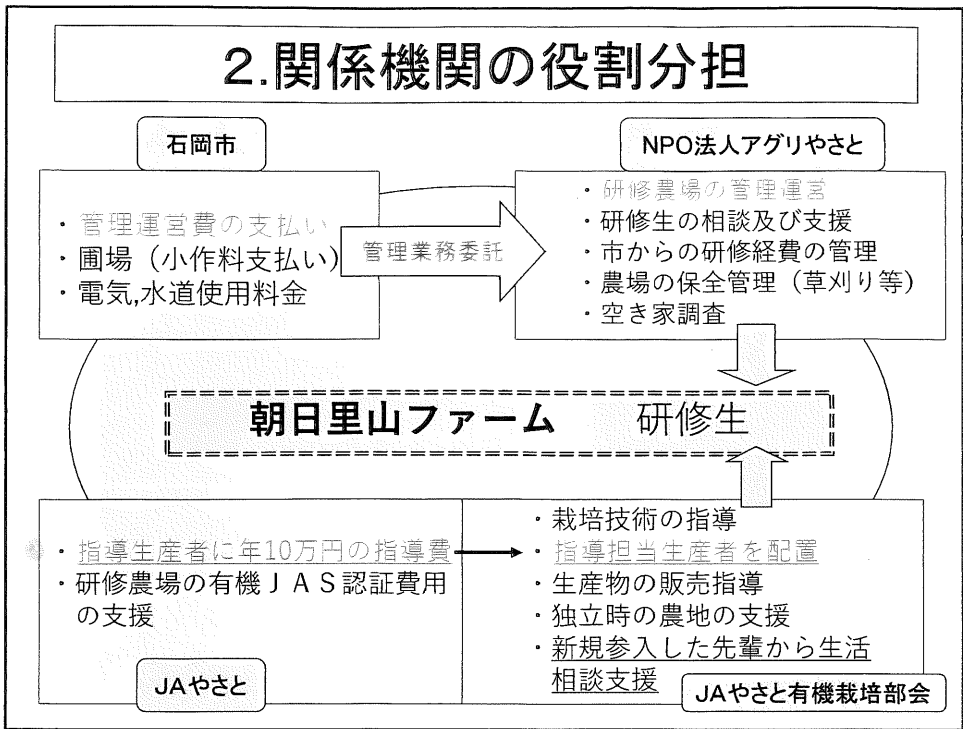 2.関係機関の役割分担
石岡市
・管理運営費の支払い
・圃場（小作料支払い）
・電気,水道使用料金
管理業務委託
NPO法人アグリやさと
・研修農場の管理運営
・研修生の相談及び支援
・市からの研修経費の管理
・農場の保全管理（草刈り等）
・空き家調査
朝日里山ファーム　研修生
・指導生産者に年10万円の指導費
・研修農場の有機ＪＡＳ認証費用
の支援
JAやさと
・栽培技術の指導
・指導担当生産者を配置
・生産物の販売指導
・独立時の農地の支援
・新規参入した先輩から生活
相談支援
JAやさと有機栽培部会